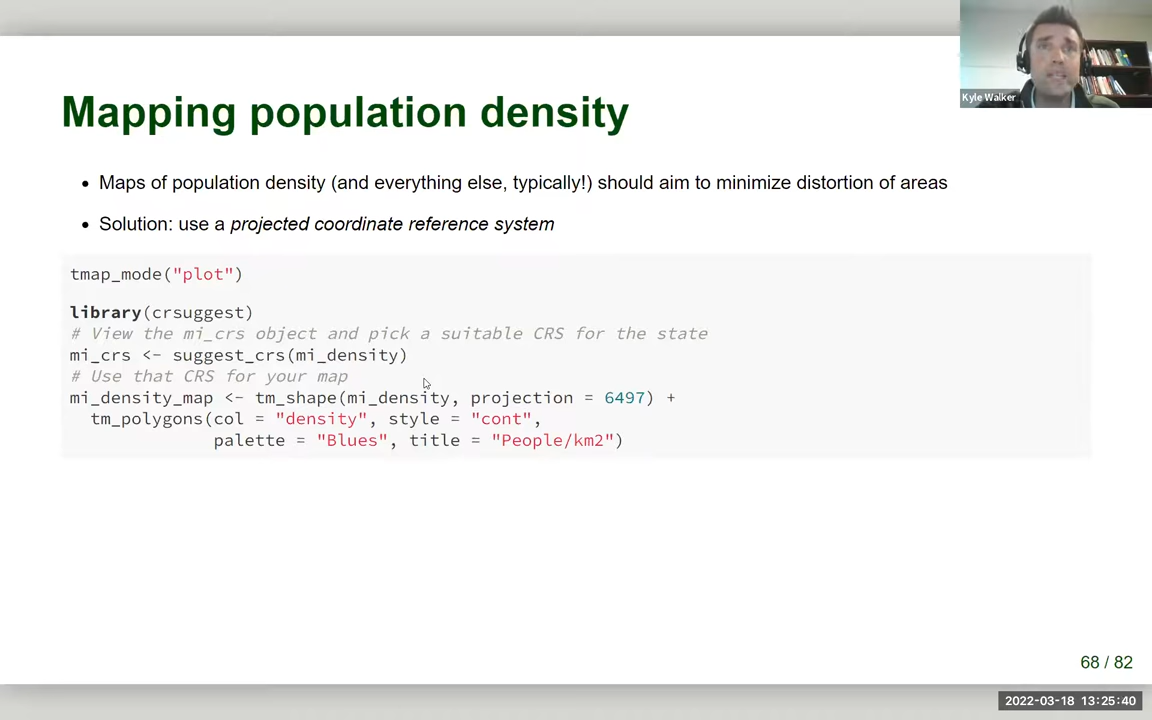 Kyle Walker
Mapping population density
• Maps of population density (and everything else, typically!) should aim to minimize distortion of areas
• Solution: use a projected coordinate reference system
tmap_mode("plot")
library(crsuggest)
# View the mi_crs object and pick a suitable CRS for the state
mi_crs <- suggest_crs(mi_density)
# Use that CRS for your map
mi_density_map <- tm_shape(mi_density, projection = 6497) +
  tm_polygons(col = "density", style = "cont",
              palette = "Blues", title = "People/km2")
68 / 82
2022-03-18 13:25:40